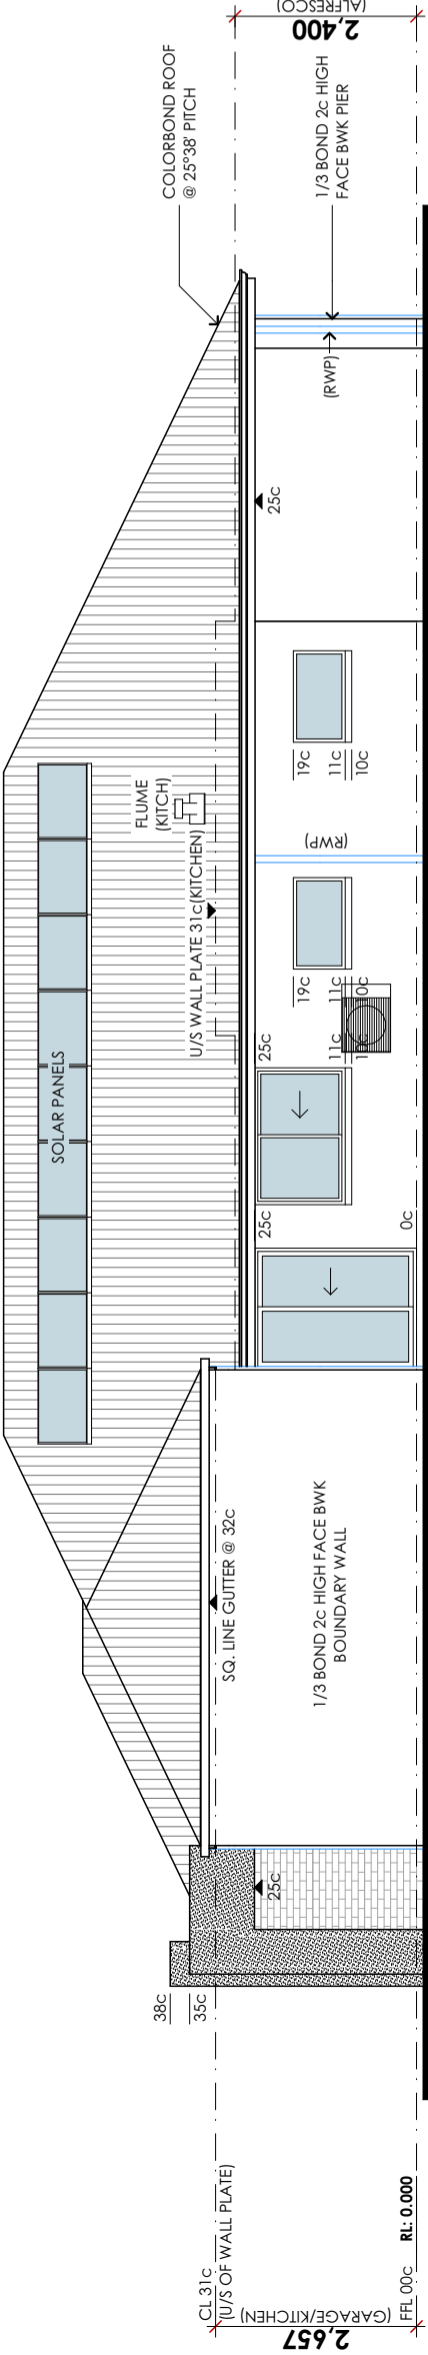 CL 31c
(U/S OF WALL PLATE)
2,657
(GARAGE/KITCHEN)
FFL 00c RL: 0.000
38c
35c
25c
SQ. LINE GUTTER @ 32c
1/3 BOND 2c HIGH FACE BWK
BOUNDARY WALL
SOLAR PANELS
25c
0c
25c
11c
19c
11c
10c
(RWP)
U/S WALL PLATE 31c(KITCHEN)
FLUME
(KITCH)
19c
11c
10c
25c
COLORBOND ROOF
@ 25°38' PITCH
(RWP)
1/3 BOND 2c HIGH
FACE BWK PIER
2,400
(ALFRESCO)